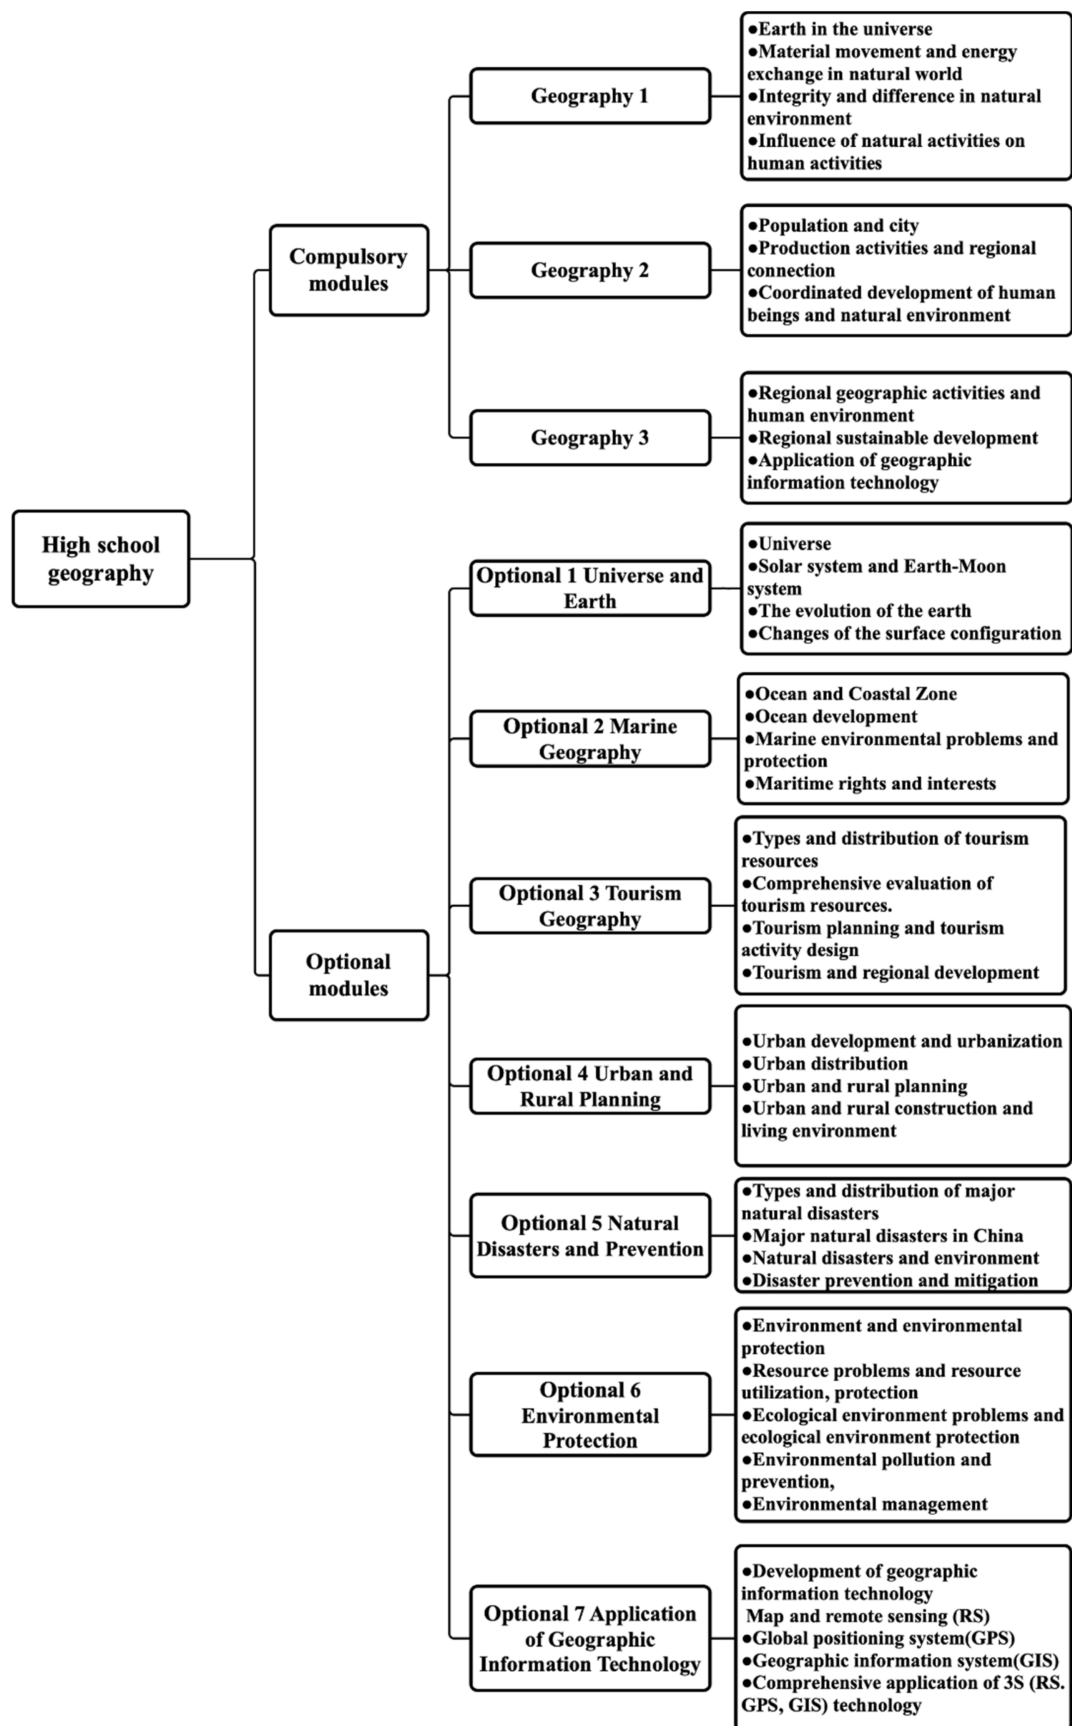 High school
geography
Compulsory
modules
Geography 1
●Earth in the universe
●Material movement and energy
exchange in natural world
●Integrity and difference in natural
environment
●Influence of natural activities on
human activities
Geography 2
●Population and city
●Production activities and regional
connection
●Coordinated development of human
beings and natural environment
Geography 3
●Regional geographic activities and
human environment
●Regional sustainable development
●Application of geographic
information technology
Optional
modules
Optional 1 Universe and
Earth
●Universe
●Solar system and Earth-Moon
system
●The evolution of the earth
●Changes of the surface configuration
Optional 2 Marine
Geography
●Ocean and Coastal Zone
●Ocean development
●Marine environmental problems and
protection
●Maritime rights and interests
Optional 3 Tourism
Geography
●Types and distribution of tourism
resources
●Comprehensive evaluation of
tourism resources.
●Tourism planning and tourism
activity design
●Tourism and regional development
Optional 4 Urban and
Rural Planning
●Urban development and urbanization
●Urban distribution
●Urban and rural planning
●Urban and rural construction and
living environment
Optional 5 Natural
Disasters and Prevention
●Types and distribution of major
natural disasters
●Major natural disasters in China
●Natural disasters and environment
●Disaster prevention and mitigation
Optional 6
Environmental
Protection
●Environment and environmental
protection
●Resource problems and resource
utilization, protection
●Ecological environment problems and
ecological environment protection
●Environmental pollution and
prevention,
●Environmental management
Optional 7 Application
of Geographic
Information Technology
●Development of geographic
information technology
Map and remote sensing (RS)
●Global positioning system(GPS)
●Geographic information system(GIS)
●Comprehensive application of 3S (RS.
GPS, GIS) technology